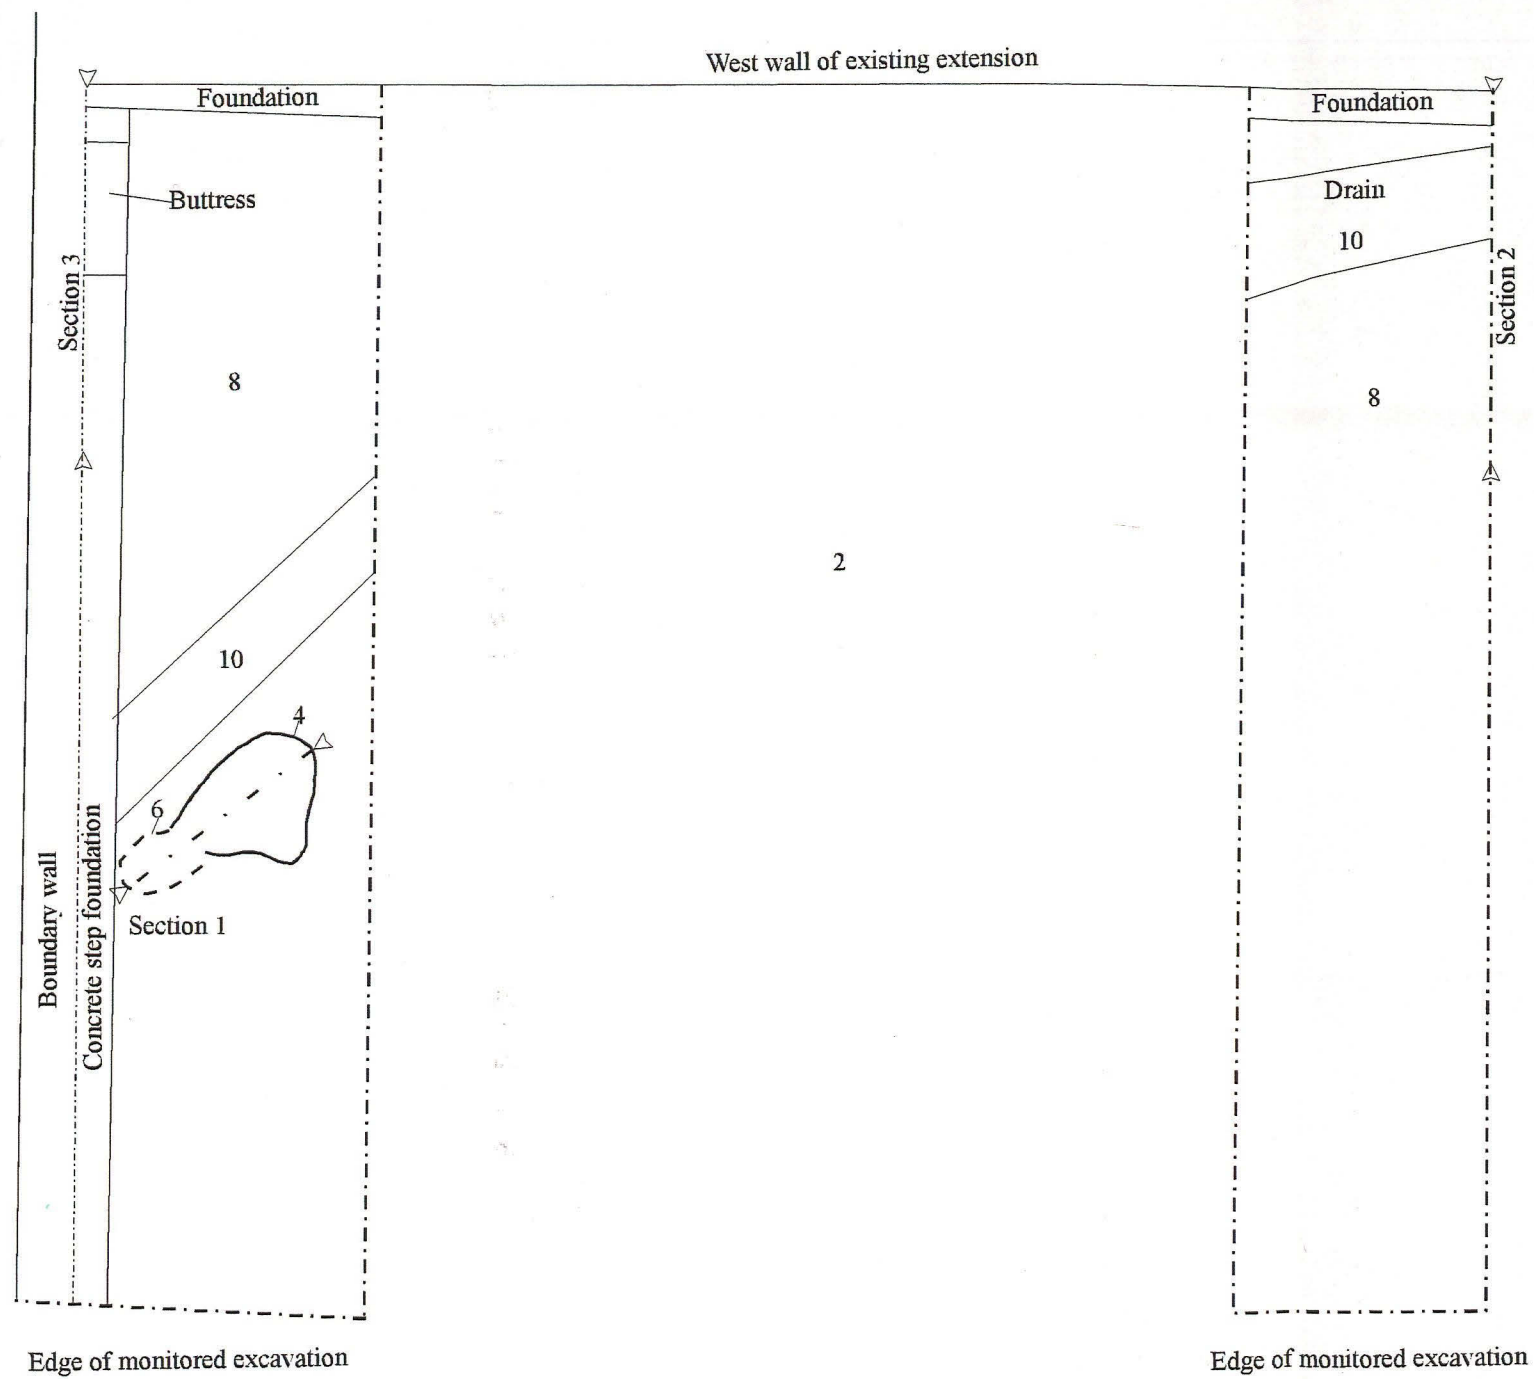 West wall of existing extension
Foundation
Foundation
Buttress
Drain
10
Section 3
Section 2
8
8
2
10
4
6
Section 1
Boundary wall
Concrete step foundation
Edge of monitored excavation
Edge of monitored excavation